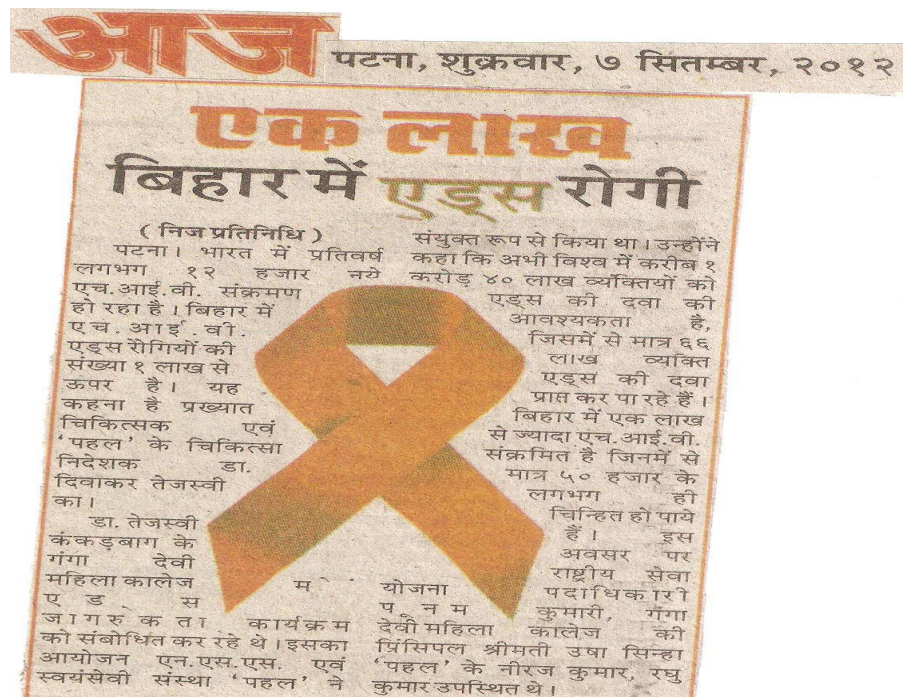 आज
पटना, शुक्रवार, ७ सितम्बर, २०१२
एक लाख
बिहार में एड्स रोगी
( निज प्रतिनिधि )
पटना। भारत में प्रतिवर्ष
लगभग १२ हजार नये
एच.आई.वी. संक्रमण
हो रहा है। बिहार में
एच.आई.वी.
एड्स रोगियों की
संख्या १ लाख से
ऊपर है। यह
कहना है प्रख्यात
चिकित्सक एवं
'पहल' के चिकित्सा
निदेशक डा.
दिवाकर तेजस्वी
का।
डा. तेजस्वी
कंकड़बाग के
गंगा देवी
महिला कालेज में
एड्स
जागरुकता कार्यक्रम
को संबोधित कर रहे थे। इसका
आयोजन एन.एस.एस. एवं
स्वयंसेवी संस्था 'पहल' ने
संयुक्त रूप से किया था। उन्होंने
कहा कि अभी विश्व में करीब १
करोड़ ४० लाख व्यक्तियों को
एड्स की दवा की
आवश्यकता है,
जिसमें से मात्र ६६
लाख व्यक्ति
एड्स की दवा
प्राप्त कर पा रहे हैं।
बिहार में एक लाख
से ज्यादा एच.आई.वी.
संक्रमित है जिनमें से
मात्र ५० हजार के
लगभग ही
चिन्हित हो पाये
हैं। इस
अवसर पर
राष्ट्रीय सेवा
योजना पदाधिकारी
पूनम कुमारी, गंगा
देवी महिला कालेज की
प्रिंसिपल श्रीमती उषा सिन्हा
'पहल' के नीरज कुमार, रघु
कुमार उपस्थित थे।